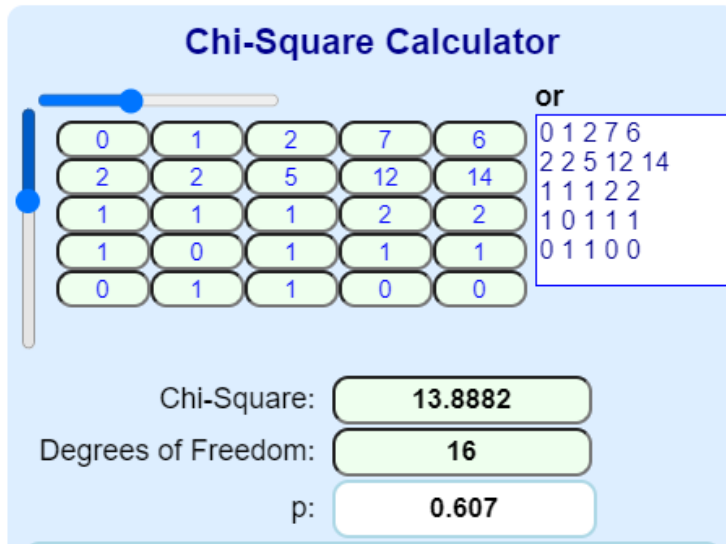 Chi-Square Calculator
or
0 1 2 7 6
2 2 5 12 14
1 1 1 2 2
1 0 1 1 1
0 1 1 0 0
0 1 2 7 6
2 2 5 12 14
1 1 1 2 2
1 0 1 1 1
0 1 1 0 0
Chi-Square: 13.8882
Degrees of Freedom: 16
p: 0.607